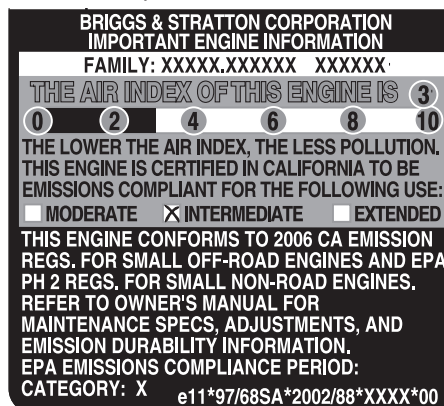 BRIGGS & STRATTON CORPORATION
IMPORTANT ENGINE INFORMATION
FAMILY: XXXXX.XXXXXX XXXXXX
THE AIR INDEX OF THIS ENGINE IS 3
0 2 4 6 8 10
THE LOWER THE AIR INDEX, THE LESS POLLUTION.
THIS ENGINE IS CERTIFIED IN CALIFORNIA TO BE
EMISSIONS COMPLIANT FOR THE FOLLOWING USE:
MODERATE INTERMEDIATE EXTENDED
THIS ENGINE CONFORMS TO 2006 CA EMISSION
REGS. FOR SMALL OFF-ROAD ENGINES AND EPA
PH 2 REGS. FOR SMALL NON-ROAD ENGINES.
REFER TO OWNER'S MANUAL FOR
MAINTENANCE SPECS, ADJUSTMENTS, AND
EMISSION DURABILITY INFORMATION.
EPA EMISSIONS COMPLIANCE PERIOD:
CATEGORY: X e11*97/68SA*2002/88*XXXX*00